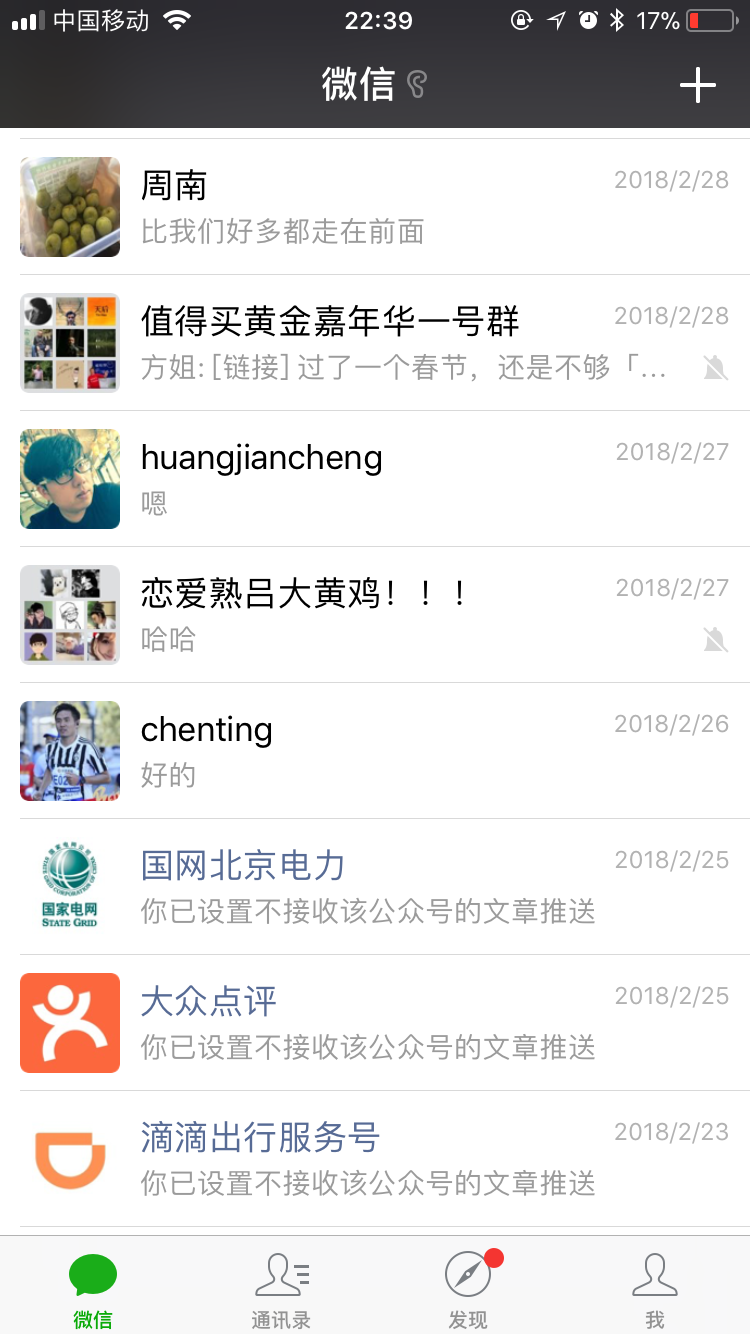 中国移动 22:39 17%
微信
周南 2018/2/28
比我们好多都走在前面
值得买黄金嘉年华一号群 2018/2/28
方姐: [链接] 过了一个春节，还是不够「...
huangjiancheng 2018/2/27
嗯
恋爱熟吕大黄鸡！！！ 2018/2/27
哈哈
chenting 2018/2/26
好的
国网北京电力 2018/2/25
国家电网
STATE GRID
你已设置不接收该公众号的文章推送
大众点评 2018/2/25
你已设置不接收该公众号的文章推送
滴滴出行服务号 2018/2/23
你已设置不接收该公众号的文章推送
微信 通讯录 发现 我